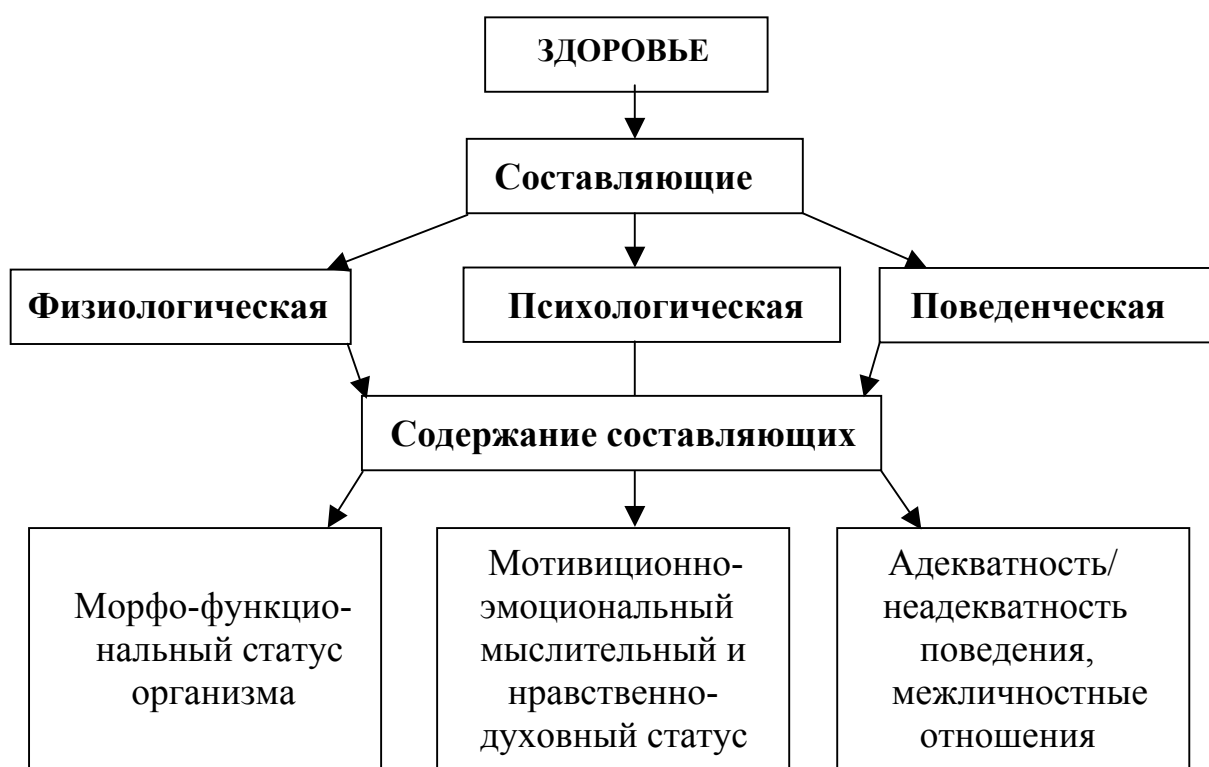 ЗДОРОВЬЕ
Составляющие
Физиологическая
Психологическая
Поведенческая
Содержание составляющих
Морфо-функцио-
нальный статус
организма
Мотивиционно-
эмоциональный
мыслительный и
нравственно-
духовный статус
Адекватность/
неадекватность
поведения,
межличностные
отношения